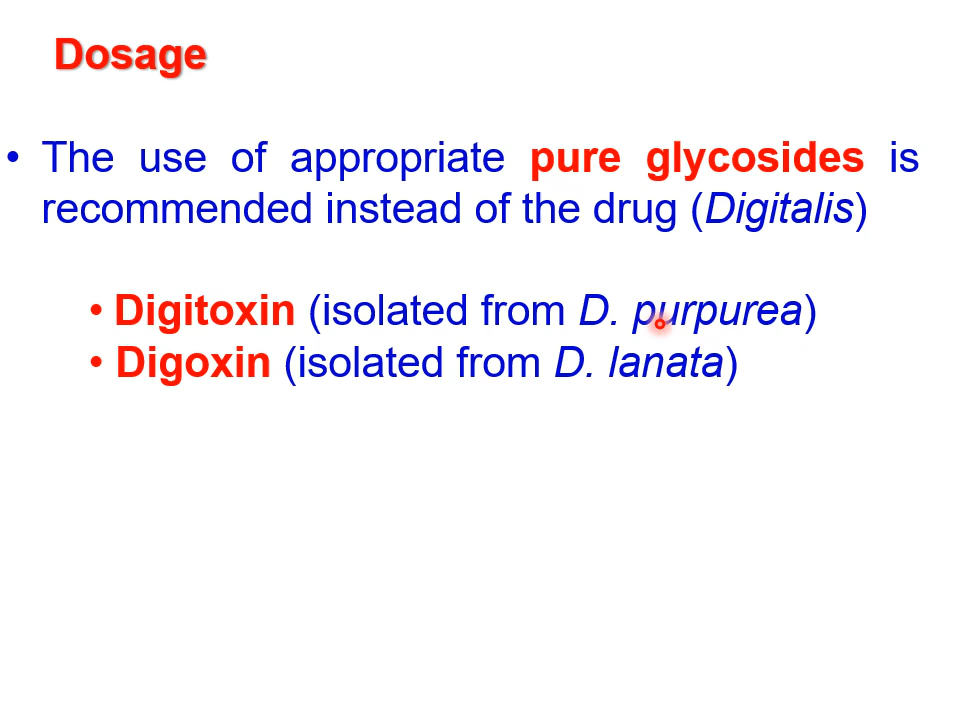 Dosage
• The use of appropriate pure glycosides is
recommended instead of the drug (Digitalis)
• Digitoxin (isolated from D. purpurea)
• Digoxin (isolated from D. lanata)